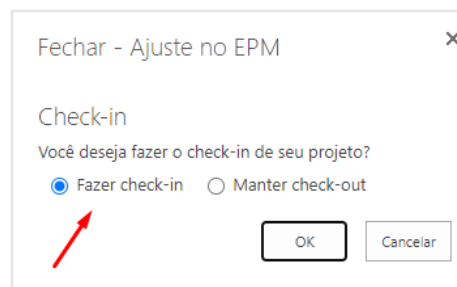 Fechar - Ajuste no EPM
Check-in
Você deseja fazer o check-in de seu projeto?
Fazer check-in Manter check-out
OK Cancelar